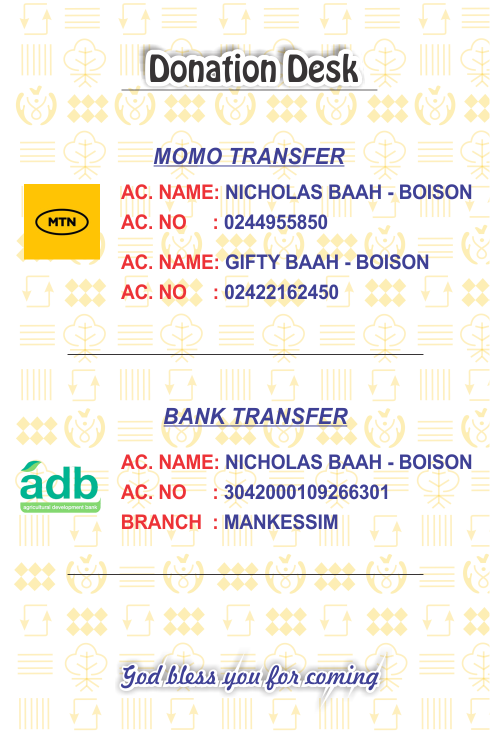 Donation Desk
MOMO TRANSFER
MTN
AC. NAME: NICHOLAS BAAH - BOISON
AC. NO : 0244955850
AC. NAME: GIFTY BAAH - BOISON
AC. NO : 02422162450
BANK TRANSFER
adb
agricultural development bank
AC. NAME: NICHOLAS BAAH - BOISON
AC. NO : 3042000109266301
BRANCH : MANKESSIM
God bless you for coming